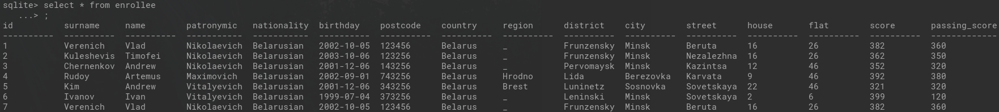 sqlite> select * from enrollee
   ...> ;
id          surname     name        patronymic   nationality  birthday    postcode    country     region      district    city        street      house       flat        score       passing_score
----------  ----------  ----------  -----------  -----------  ----------  ----------  ----------  ----------  ----------  ----------  ----------  ----------  ----------  ----------  -------------
1           Verenich    Vlad        Nikolaevich  Belarusian   2002-10-05  123456      Belarus     _           Frunzensky  Minsk       Beruta      16          26          382         360
2           Kuleshevis  Timofei     Nikolaevich  Belarusian   2003-10-06  123256      Belarus     _           Frunzensky  Minsk       Nezalezhna  16          26          362         350
3           Chernenkov  Andrew      Nikolaevich  Belarusian   2001-12-06  143256      Belarus     _           Pervomaysk  Minsk       Kazintsa    12          46          352         320
4           Rudoy       Artemus     Maximovich   Belarusian   2002-09-01  743256      Belarus     Hrodno      Lida        Berezovka   Karvata     9           46          392         380
5           Kim         Andrew      Vitalyevich  Belarusian   2001-12-06  343256      Belarus     Brest       Luninetz    Sosnovka    Sovetskaya  22          46          321         320
6           Ivanov      Ivan        Vitalyevich  Belarusian   1999-07-04  373256      Belarus     _           Leninski    Minsk       Sovetskaya  2           6           399         120
7           Verenich    Vlad        Nikolaevich  Belarusian   2002-10-05  123456      Belarus     _           Frunzensky  Minsk       Beruta      16          26          382         360